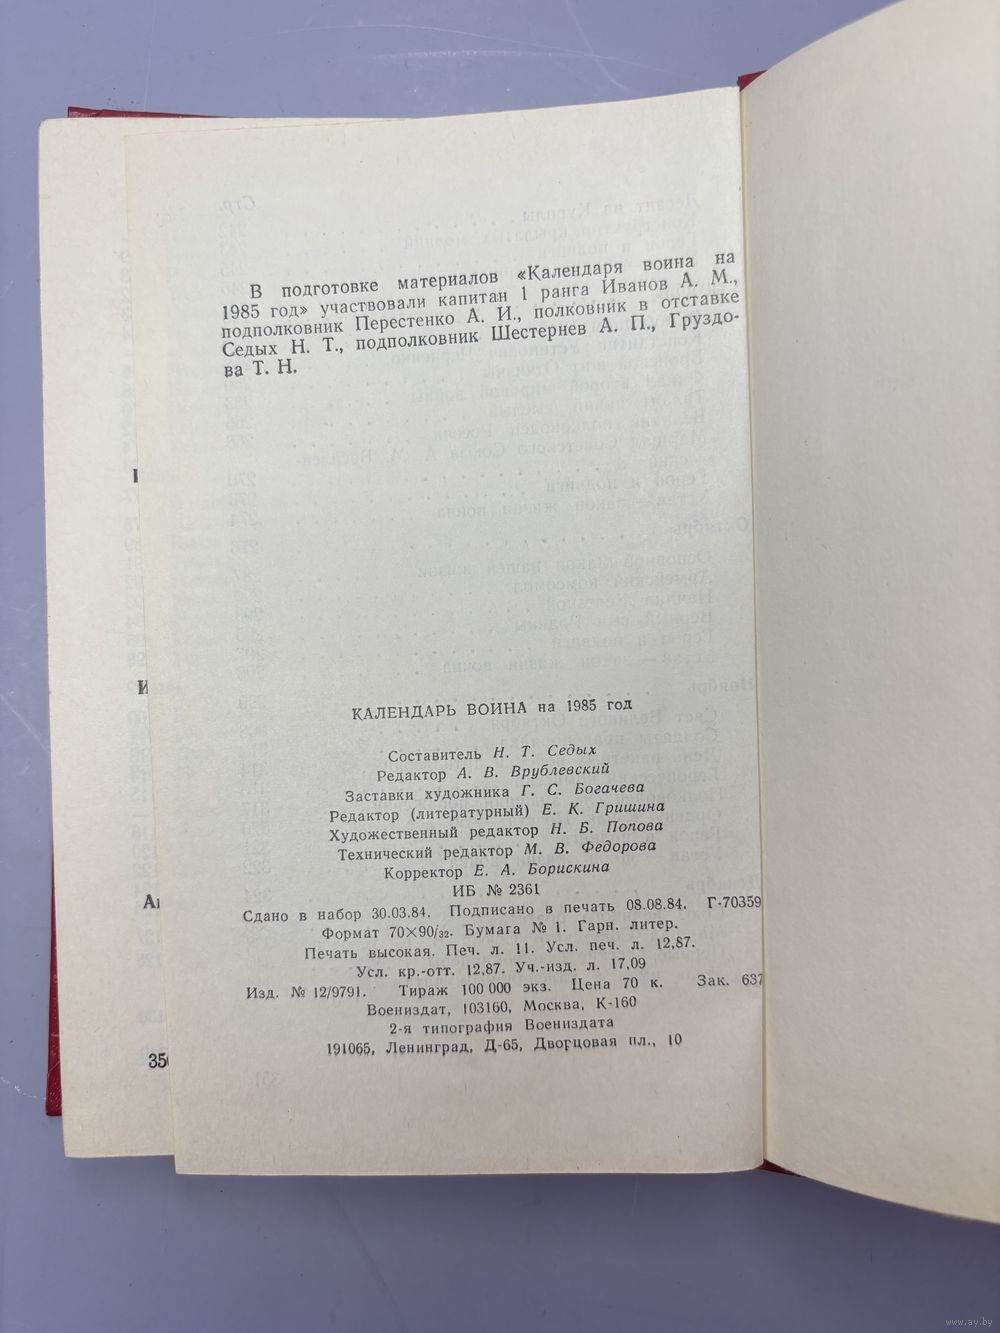 В подготовке материалов «Календаря воина на
1985 год» участвовали капитан 1 ранга Иванов А. М.,
подполковник Перестенко А. И., полковник в отставке
Седых Н. Т., подполковник Шестернев А. П., Груздо-
ва Т. Н.
КАЛЕНДАРЬ ВОИНА на 1985 год
Составитель Н. Т. Седых
Редактор А. В. Врублевский
Заставки художника Г. С. Богачева
Редактор (литературный) Е. К. Гришина
Художественный редактор Н. Б. Попова
Технический редактор М. В. Федорова
Корректор Е. А. Борискина
ИБ № 2361
Сдано в набор 30.03.84. Подписано в печать 08.08.84. Г-70359
Формат 70×90/32. Бумага № 1. Гарн. литер.
Печать высокая. Печ. л. 11. Усл. печ. л. 12,87.
Усл. кр.-отт. 12,87. Уч.-изд. л. 17,09
Изд. № 12/9791. Тираж 100 000 экз. Цена 70 к. Зак. 637
Воениздат, 103160, Москва, К-160
2-я типография Воениздата
191065, Ленинград, Д-65, Дворцовая пл., 10
www.ay.by